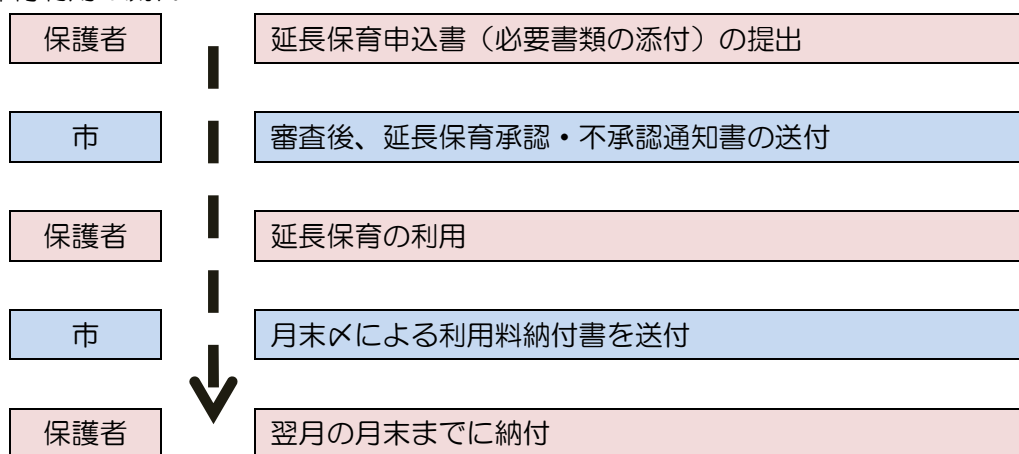 保護者 延長保育申込書（必要書類の添付）の提出
市 審査後、延長保育承認・不承認通知書の送付
保護者 延長保育の利用
市 月末〆による利用料納付書を送付
保護者 翌月の月末までに納付